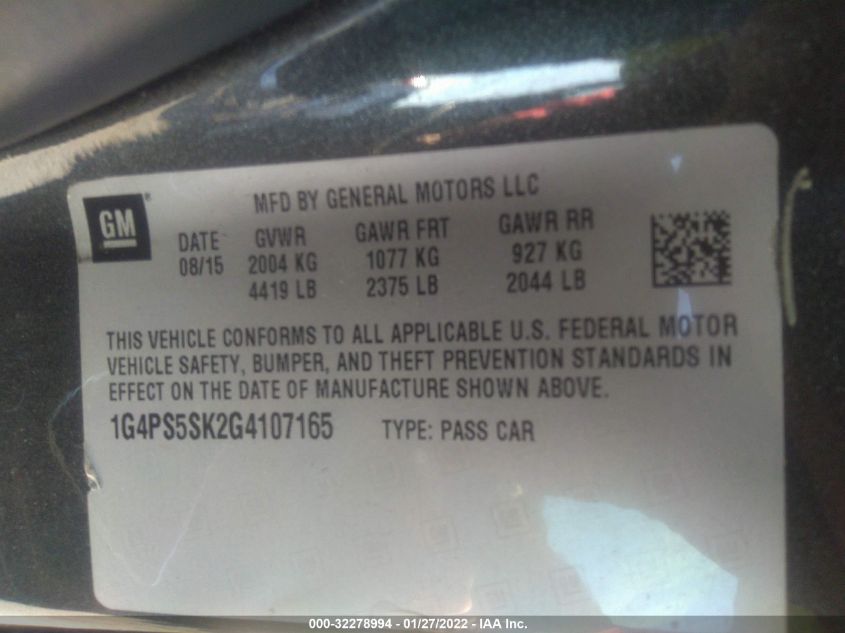 MFD BY GENERAL MOTORS LLC
GM ®
DATE GVWR GAWR FRT GAWR RR
08/15 2004 KG 1077 KG 927 KG
4419 LB 2375 LB 2044 LB
THIS VEHICLE CONFORMS TO ALL APPLICABLE U.S. FEDERAL MOTOR
VEHICLE SAFETY, BUMPER, AND THEFT PREVENTION STANDARDS IN
EFFECT ON THE DATE OF MANUFACTURE SHOWN ABOVE.
1G4PS5SK2G4107165 TYPE: PASS CAR
000-32278994 - 01/27/2022 - IAA Inc.